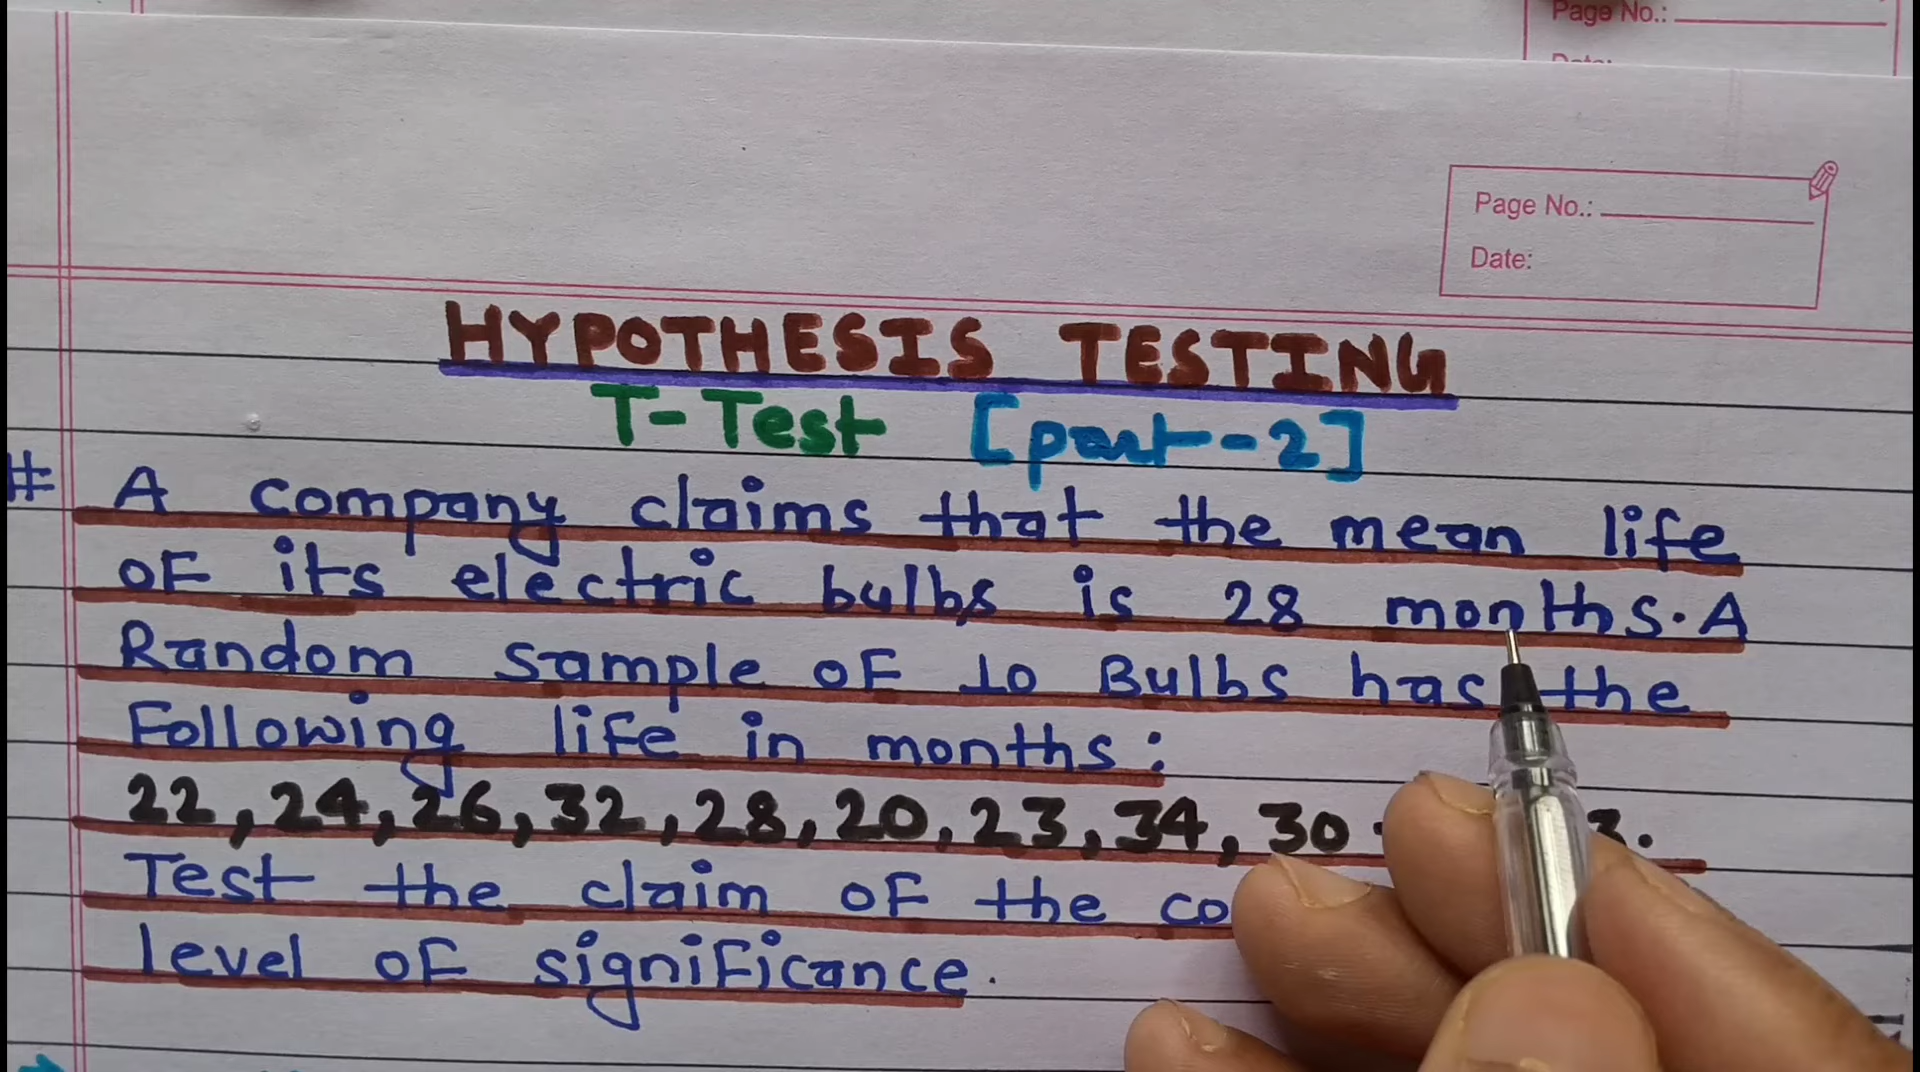 Page No.:
Page No.:
Date:
HYPOTHESIS TESTING
T-Test [part-2]
# A company claims that the mean life
OF its electric bulbs is 28 months. A
Random sample OF 10 Bulbs has the
Following life in months:
22, 24, 26, 32, 28, 20, 23, 34, 30
Test the claim OF the
level OF significance.